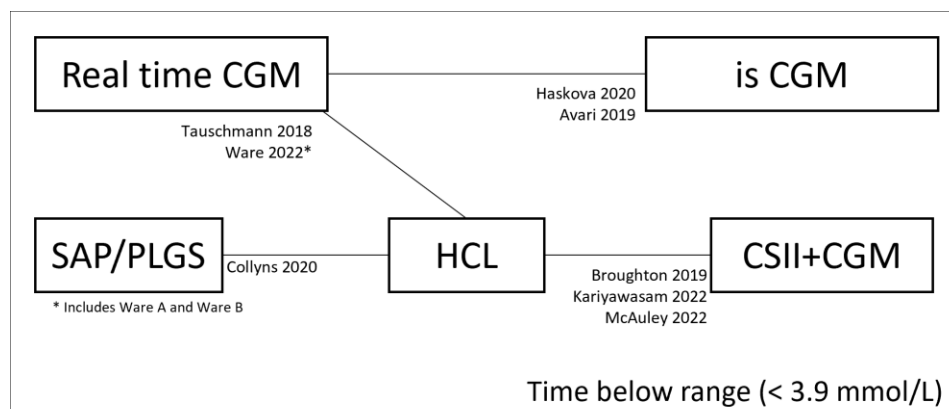 Real time CGM
is CGM
Haskova 2020
Avari 2019
Tauschmann 2018
Ware 2022*
SAP/PLGS
Collyns 2020
HCL
CSII+CGM
Broughton 2019
Kariyawasam 2022
McAuley 2022
* Includes Ware A and Ware B
Time below range (< 3.9 mmol/L)